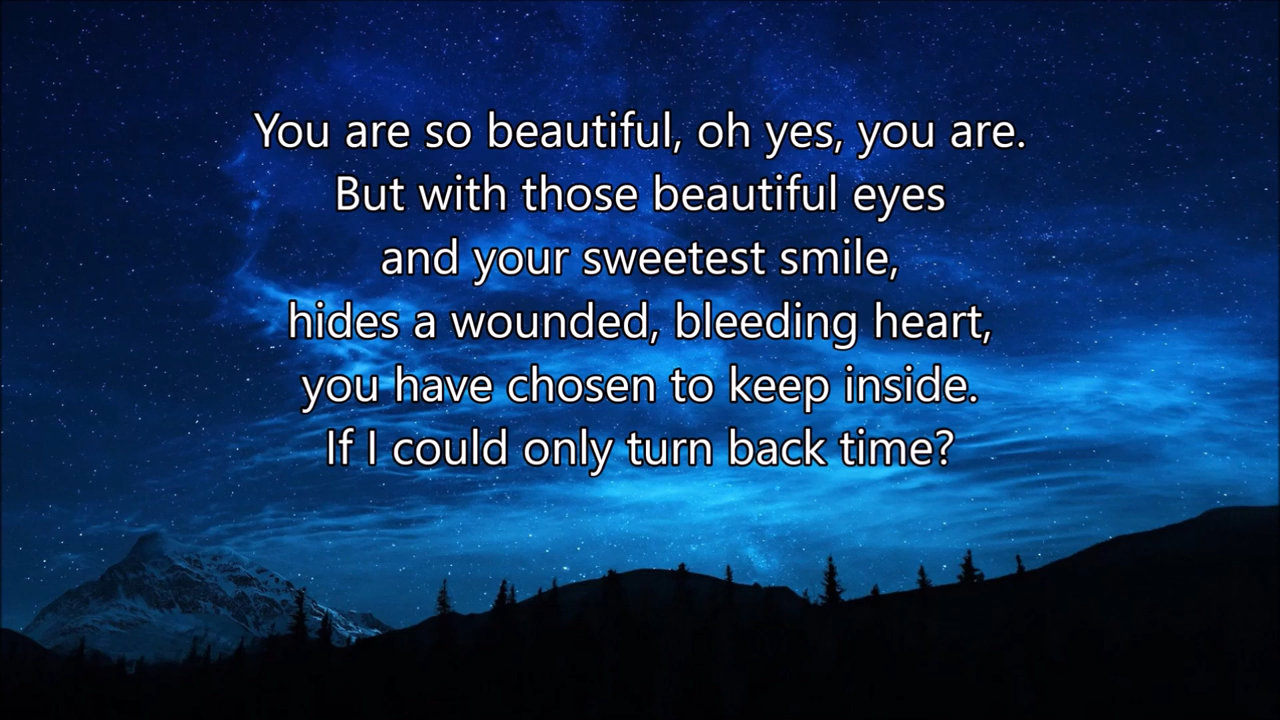 You are so beautiful, oh yes, you are.
But with those beautiful eyes
and your sweetest smile,
hides a wounded, bleeding heart,
you have chosen to keep inside.
If I could only turn back time?